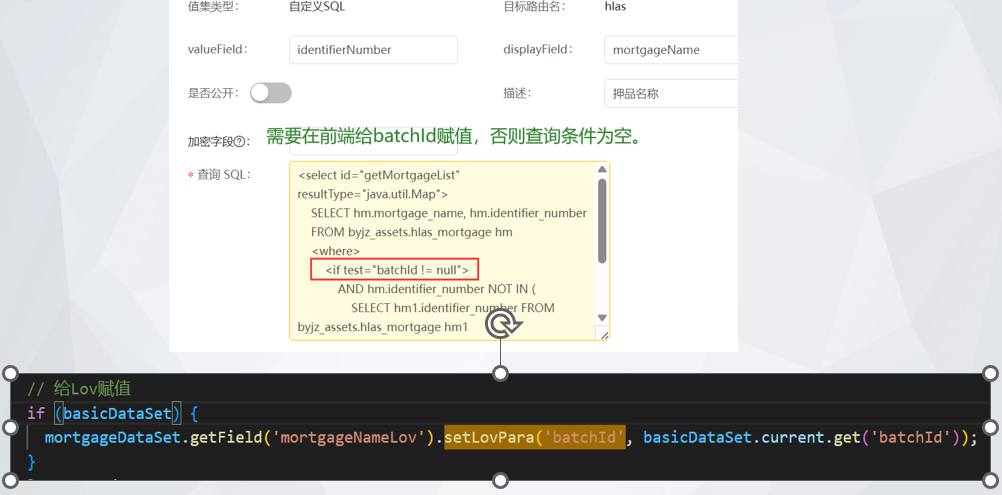 值集类型： 自定义SQL 目标路由名： hlas
valueField： identifierNumber displayField： mortgageName
是否公开： 描述： 押品名称
加密字段?： 需要在前端给batchId赋值，否则查询条件为空。
* 查询 SQL： <select id="getMortgageList"
resultType="java.util.Map">
SELECT hm.mortgage_name, hm.identifier_number
FROM byjz_assets.hlas_mortgage hm
<where>
<if test="batchId != null">
AND hm.identifier_number NOT IN (
SELECT hm1.identifier_number FROM
byjz_assets.hlas_mortgage hm1
// 给Lov赋值
if (basicDataSet) {
mortgageDataSet.getField('mortgageNameLov').setLovPara('batchId', basicDataSet.current.get('batchId'));
}